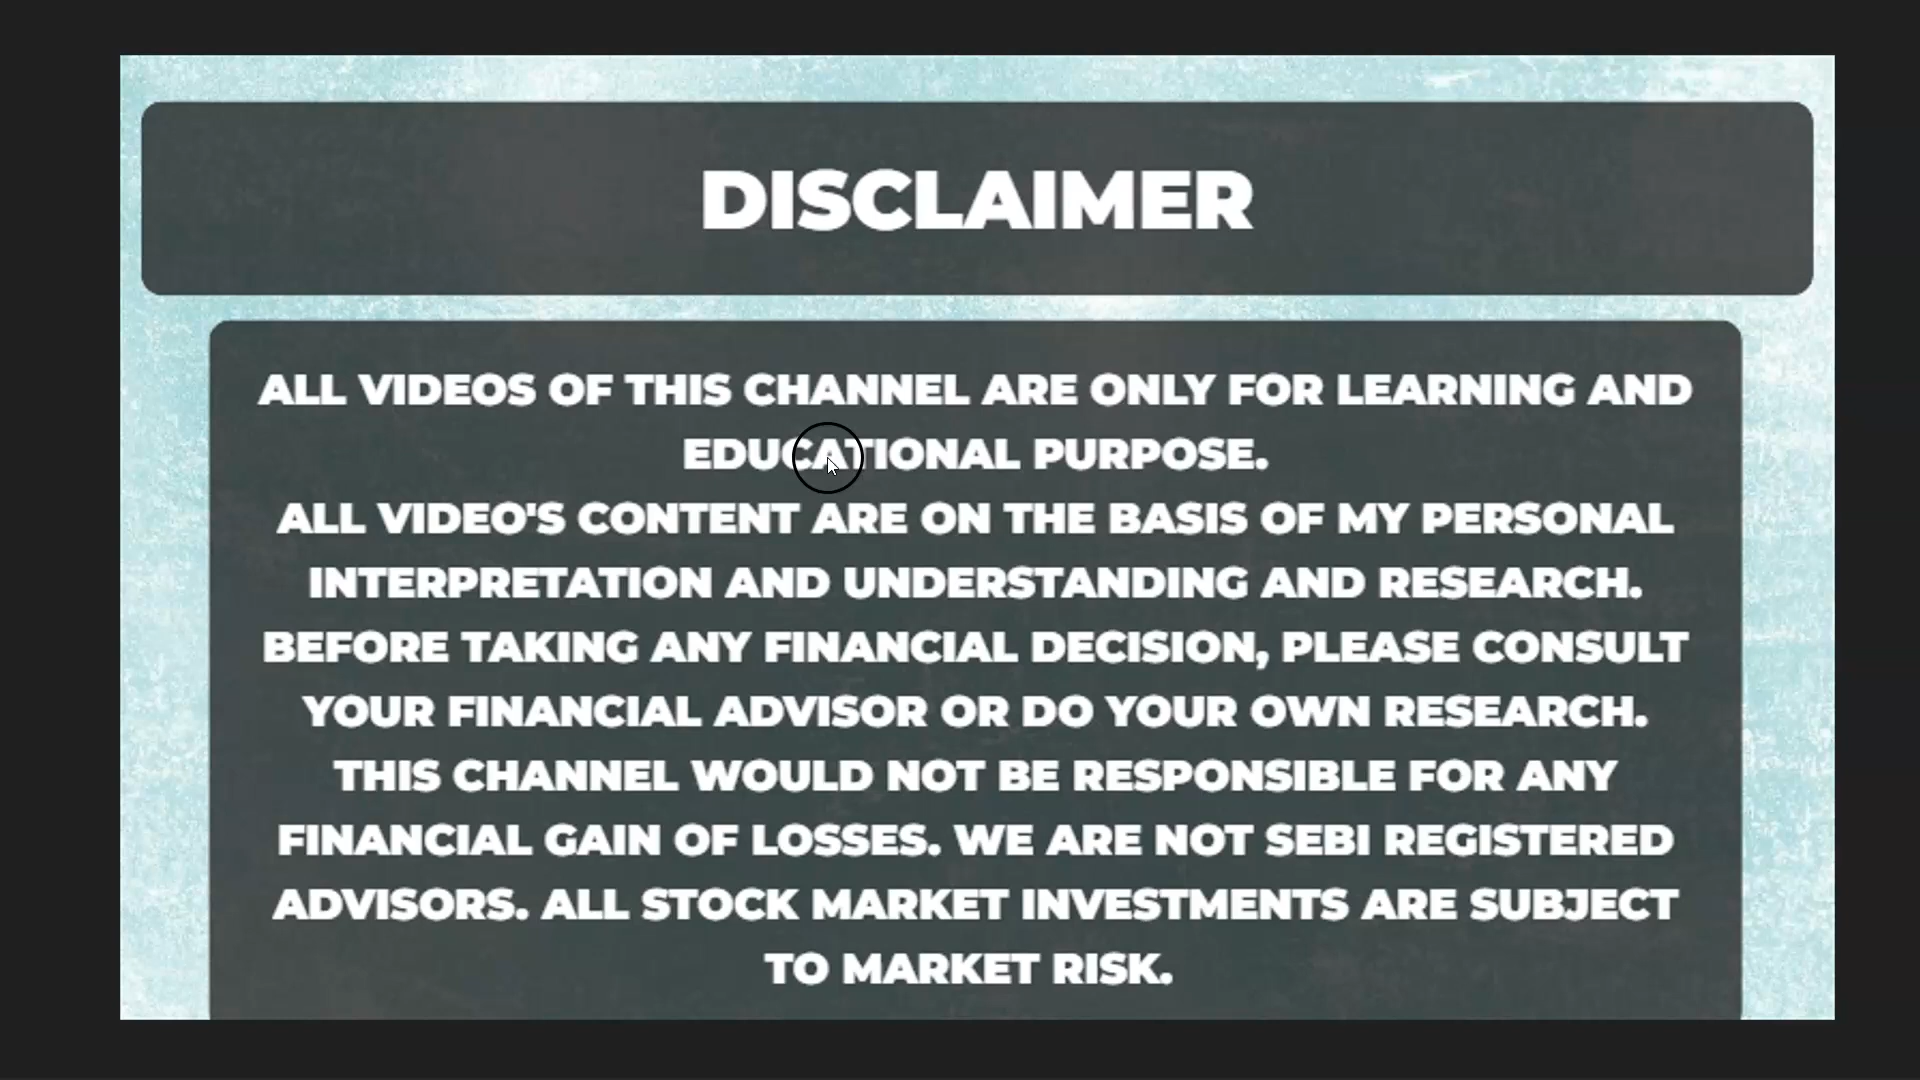 DISCLAIMER
ALL VIDEOS OF THIS CHANNEL ARE ONLY FOR LEARNING AND
EDUCATIONAL PURPOSE.
ALL VIDEO'S CONTENT ARE ON THE BASIS OF MY PERSONAL
INTERPRETATION AND UNDERSTANDING AND RESEARCH.
BEFORE TAKING ANY FINANCIAL DECISION, PLEASE CONSULT
YOUR FINANCIAL ADVISOR OR DO YOUR OWN RESEARCH.
THIS CHANNEL WOULD NOT BE RESPONSIBLE FOR ANY
FINANCIAL GAIN OF LOSSES. WE ARE NOT SEBI REGISTERED
ADVISORS. ALL STOCK MARKET INVESTMENTS ARE SUBJECT
TO MARKET RISK.